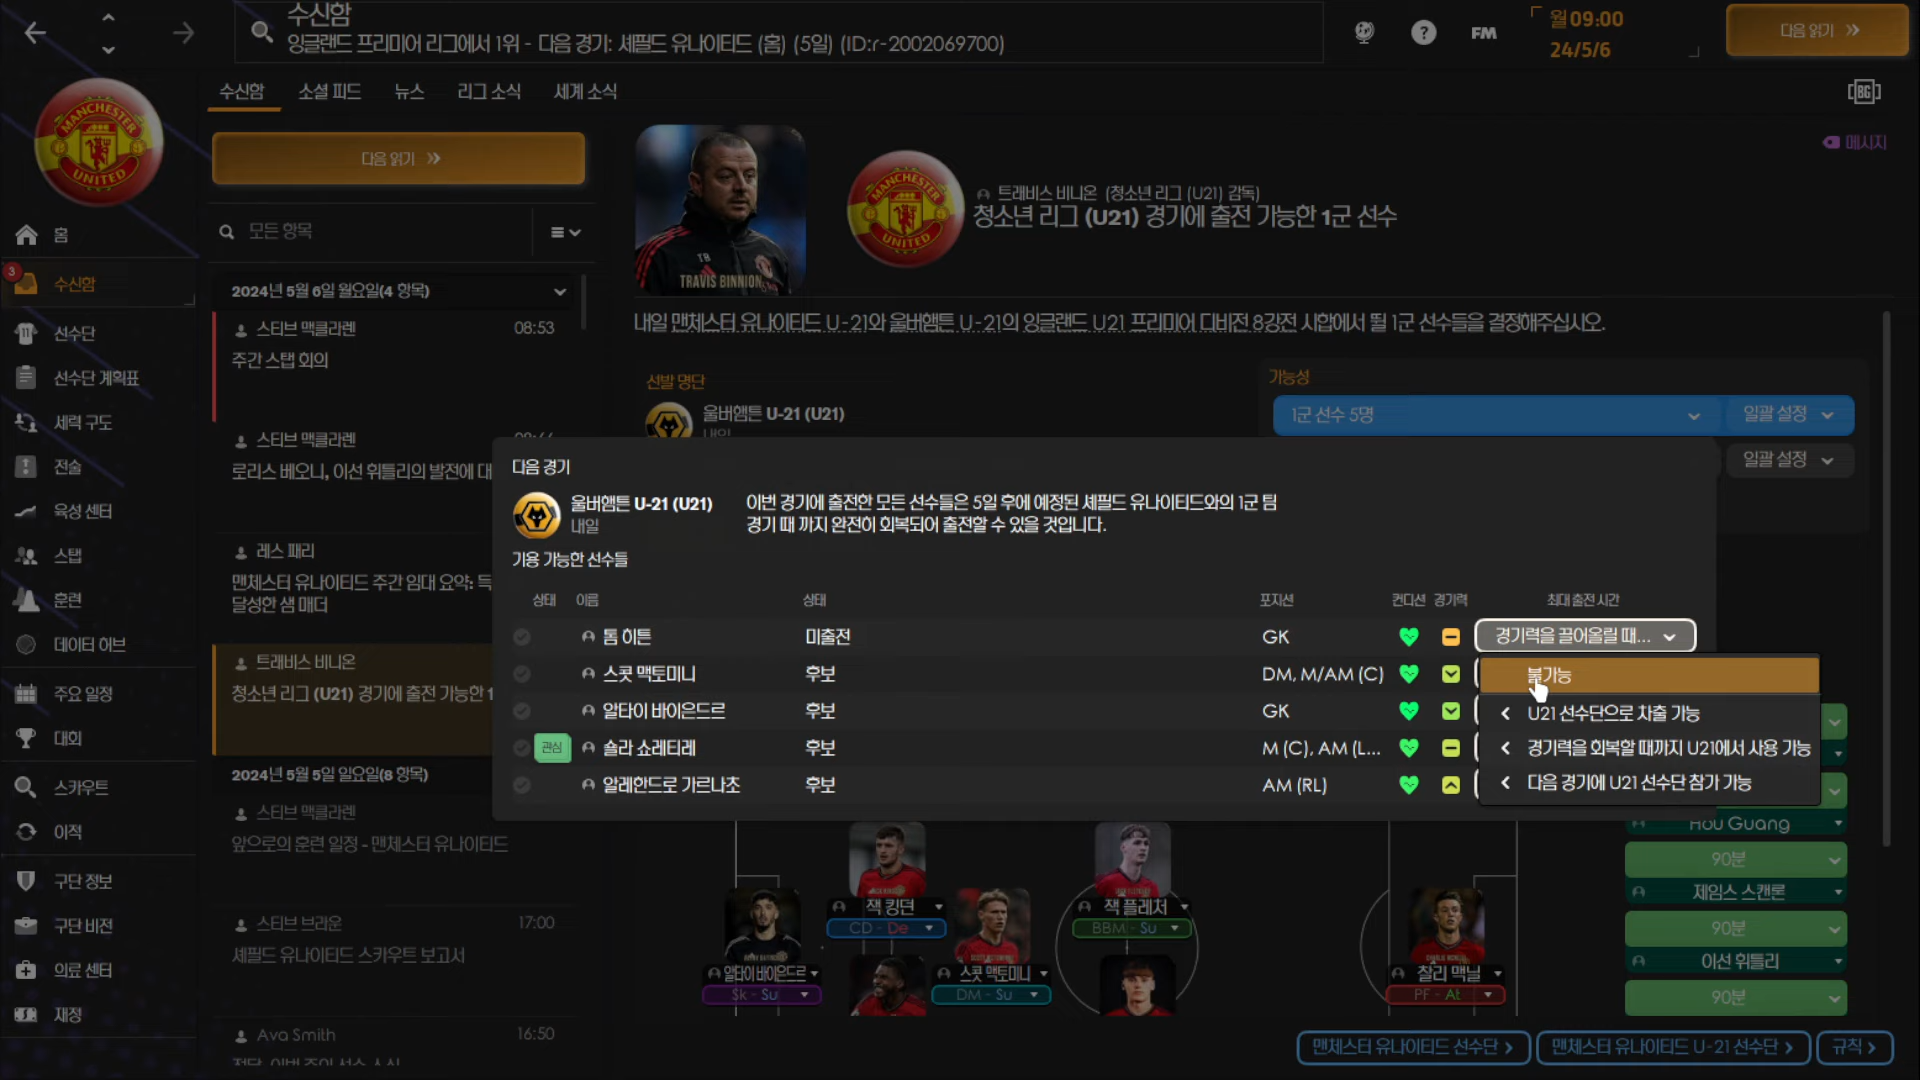 수신함
잉글랜드 프리미어 리그에서 1위 - 다음 경기: 셰필드 유나이티드 (홈) (5일) (ID:r-2002069700)
FM
월 09:00
24/5/6
다음 읽기
수신함
소셜 피드
뉴스
리그 소식
세계 소식
BG
MANCHESTER UNITED
홈
3
수신함
선수단
선수단 계획표
세력 구도
전술
육성 센터
스탭
훈련
데이터 허브
주요 일정
대회
스카우트
이적
구단 정보
구단 비전
의료 센터
재정
다음 읽기
모든 항목
2024년 5월 6일 월요일(4 항목)
스티브 맥클라렌 08:53
주간 스탭 회의
스티브 맥클라렌
로리스 베오니, 이선 휘틀리의 발전에 대
레스 패리
맨체스터 유나이티드 주간 임대 요약: 득
달성한 샘 매더
트래비스 비니온
청소년 리그 (U21) 경기에 출전 가능한 1
2024년 5월 5일 일요일(8 항목)
스티브 맥클라렌
앞으로의 훈련 일정 - 맨체스터 유나이티드
스티브 브라운 17:00
셰필드 유나이티드 스카우트 보고서
Ava Smith 16:50
TB
TRAVIS BINNION
MANCHESTER UNITED
메시지
트래비스 비니온 (청소년 리그 (U21) 감독)
청소년 리그 (U21) 경기에 출전 가능한 1군 선수
내일 맨체스터 유나이티드 U-21와 울버햄튼 U-21의 잉글랜드 U21 프리미어 디비전 8강전 시합에서 뛸 1군 선수들을 결정해주십시오.
선발 명단
울버햄튼 U-21 (U21)
내일
가능성
1군 선수 5명
일괄 설정
일괄 설정
다음 경기
울버햄튼 U-21 (U21)
내일
이번 경기에 출전한 모든 선수들은 5일 후에 예정된 셰필드 유나이티드와의 1군 팀
경기 때 까지 완전히 회복되어 출전할 수 있을 것입니다.
기용 가능한 선수들
상태 이름 상태 포지션 컨디션 경기력 최대 출전 시간
톰 히튼 미출전 GK 경기력을 끌어올릴 때...
스콧 맥토미니 후보 DM, M/AM (C)
알타이 바이은드르 후보 GK
관심 숄라 쇼레티레 후보 M (C), AM (L...
알레한드로 가르나초 후보 AM (RL)
불가능
U21 선수단으로 차출 가능
경기력을 회복할 때까지 U21에서 사용 가능
다음 경기에 U21 선수단 참가 가능
알타이 바이은드르
Sk - Su
잭 킹던
CD - De
스콧 맥토미니
DM - Su
잭 플레처
BBM - Su
찰리 맥닐
PF - At
Hou Guang
90분
제임스 스캔론
90분
이선 휘틀리
90분
맨체스터 유나이티드 선수단
맨체스터 유나이티드 U-21 선수단
규칙